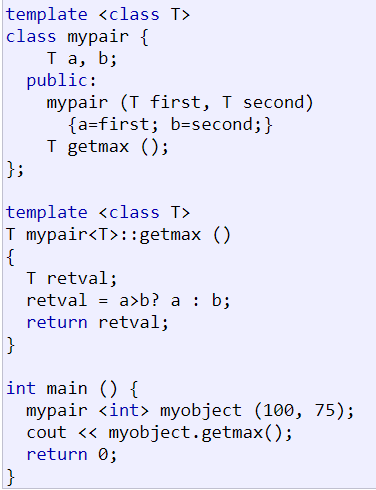 template <class T>
class mypair {
    T a, b;
  public:
    mypair (T first, T second)
      {a=first; b=second;}
    T getmax ();
};

template <class T>
T mypair<T>::getmax ()
{
  T retval;
  retval = a>b? a : b;
  return retval;
}

int main () {
  mypair <int> myobject (100, 75);
  cout << myobject.getmax();
  return 0;
}